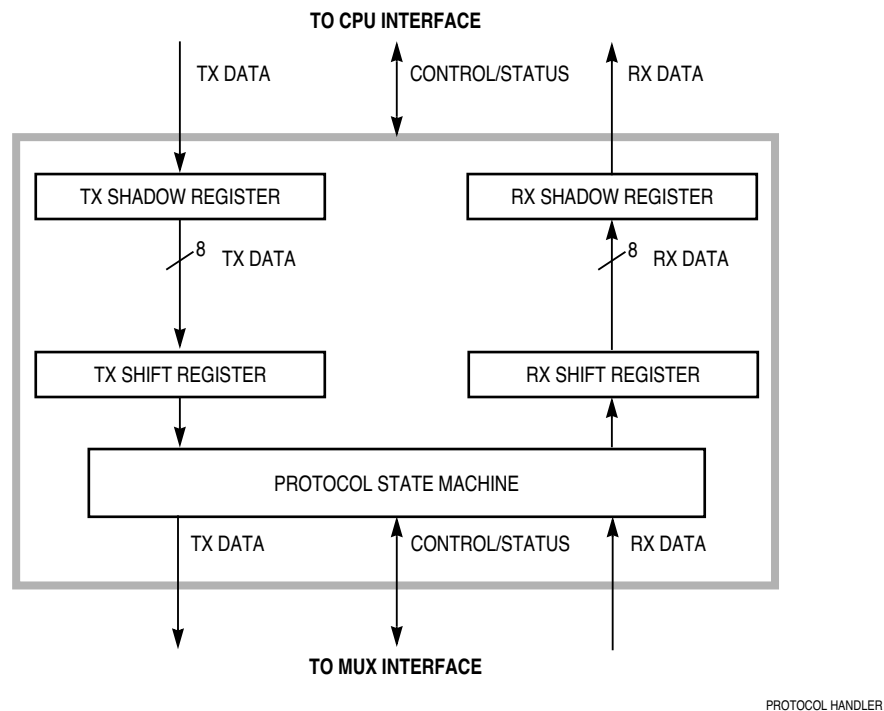 TO CPU INTERFACE
TX DATA
CONTROL/STATUS
RX DATA
TX SHADOW REGISTER
RX SHADOW REGISTER
8
TX DATA
8
RX DATA
TX SHIFT REGISTER
RX SHIFT REGISTER
PROTOCOL STATE MACHINE
TX DATA
CONTROL/STATUS
RX DATA
TO MUX INTERFACE
PROTOCOL HANDLER